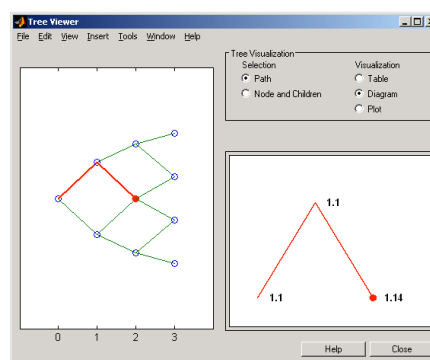 Tree Viewer
File Edit View Insert Tools Window Help
Tree Visualization
Selection
Path
Node and Children
Visualization
Table
Diagram
Plot
1.1
1.1
1.14
0 1 2 3
Help
Close